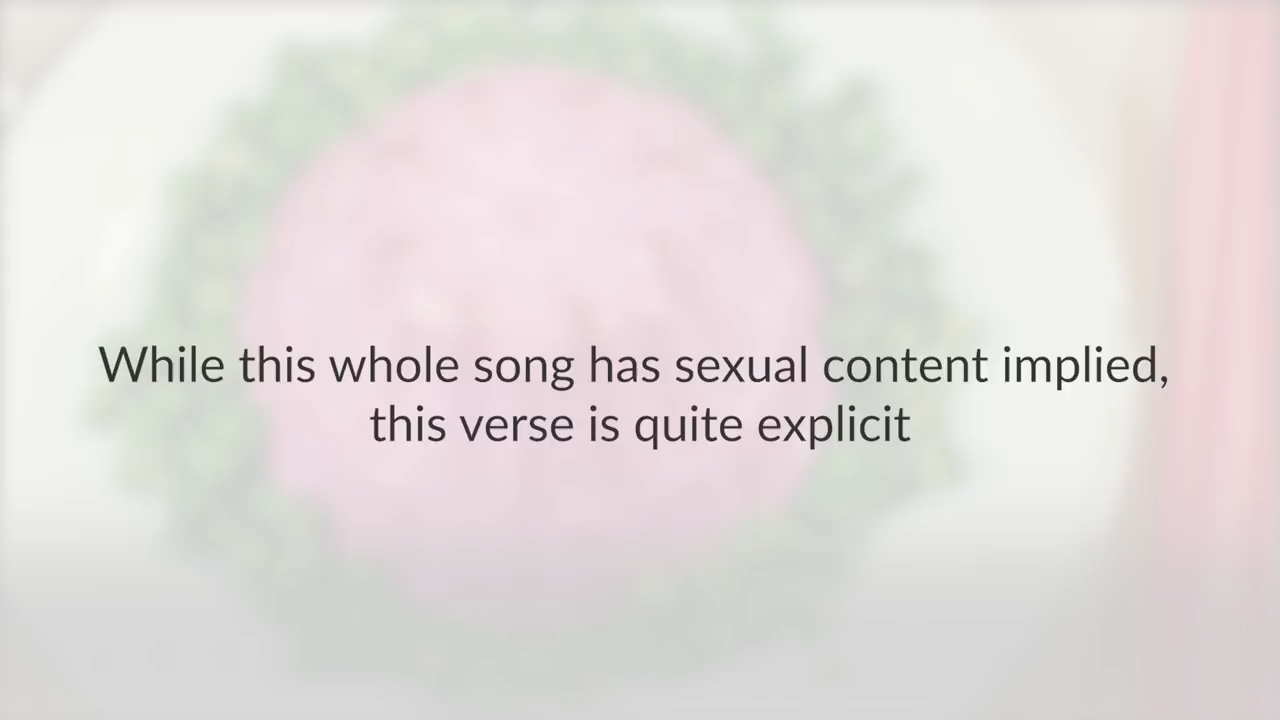 While this whole song has sexual content implied,
this verse is quite explicit